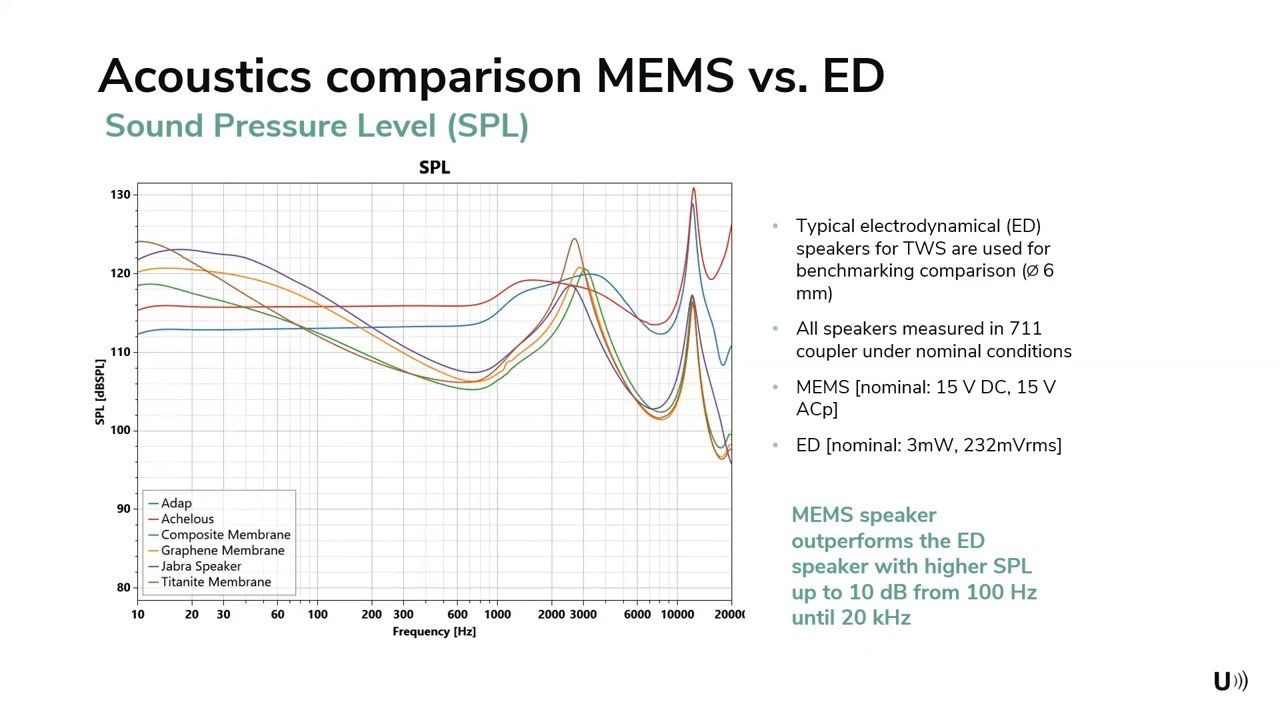 Acoustics comparison MEMS vs. ED
Sound Pressure Level (SPL)
SPL
130
120
110
100
90
80
SPL [dBSPL]
Adap
Achelous
Composite Membrane
Graphene Membrane
Jabra Speaker
Titanite Membrane
10 20 30 60 100 200 300 600 1000 2000 3000 6000 10000 2000
Frequency [Hz]
• Typical electrodynamical (ED)
speakers for TWS are used for
benchmarking comparison (Ø 6
mm)
• All speakers measured in 711
coupler under nominal conditions
• MEMS [nominal: 15 V DC, 15 V
ACp]
• ED [nominal: 3mW, 232mVrms]
MEMS speaker
outperforms the ED
speaker with higher SPL
up to 10 dB from 100 Hz
until 20 kHz
U